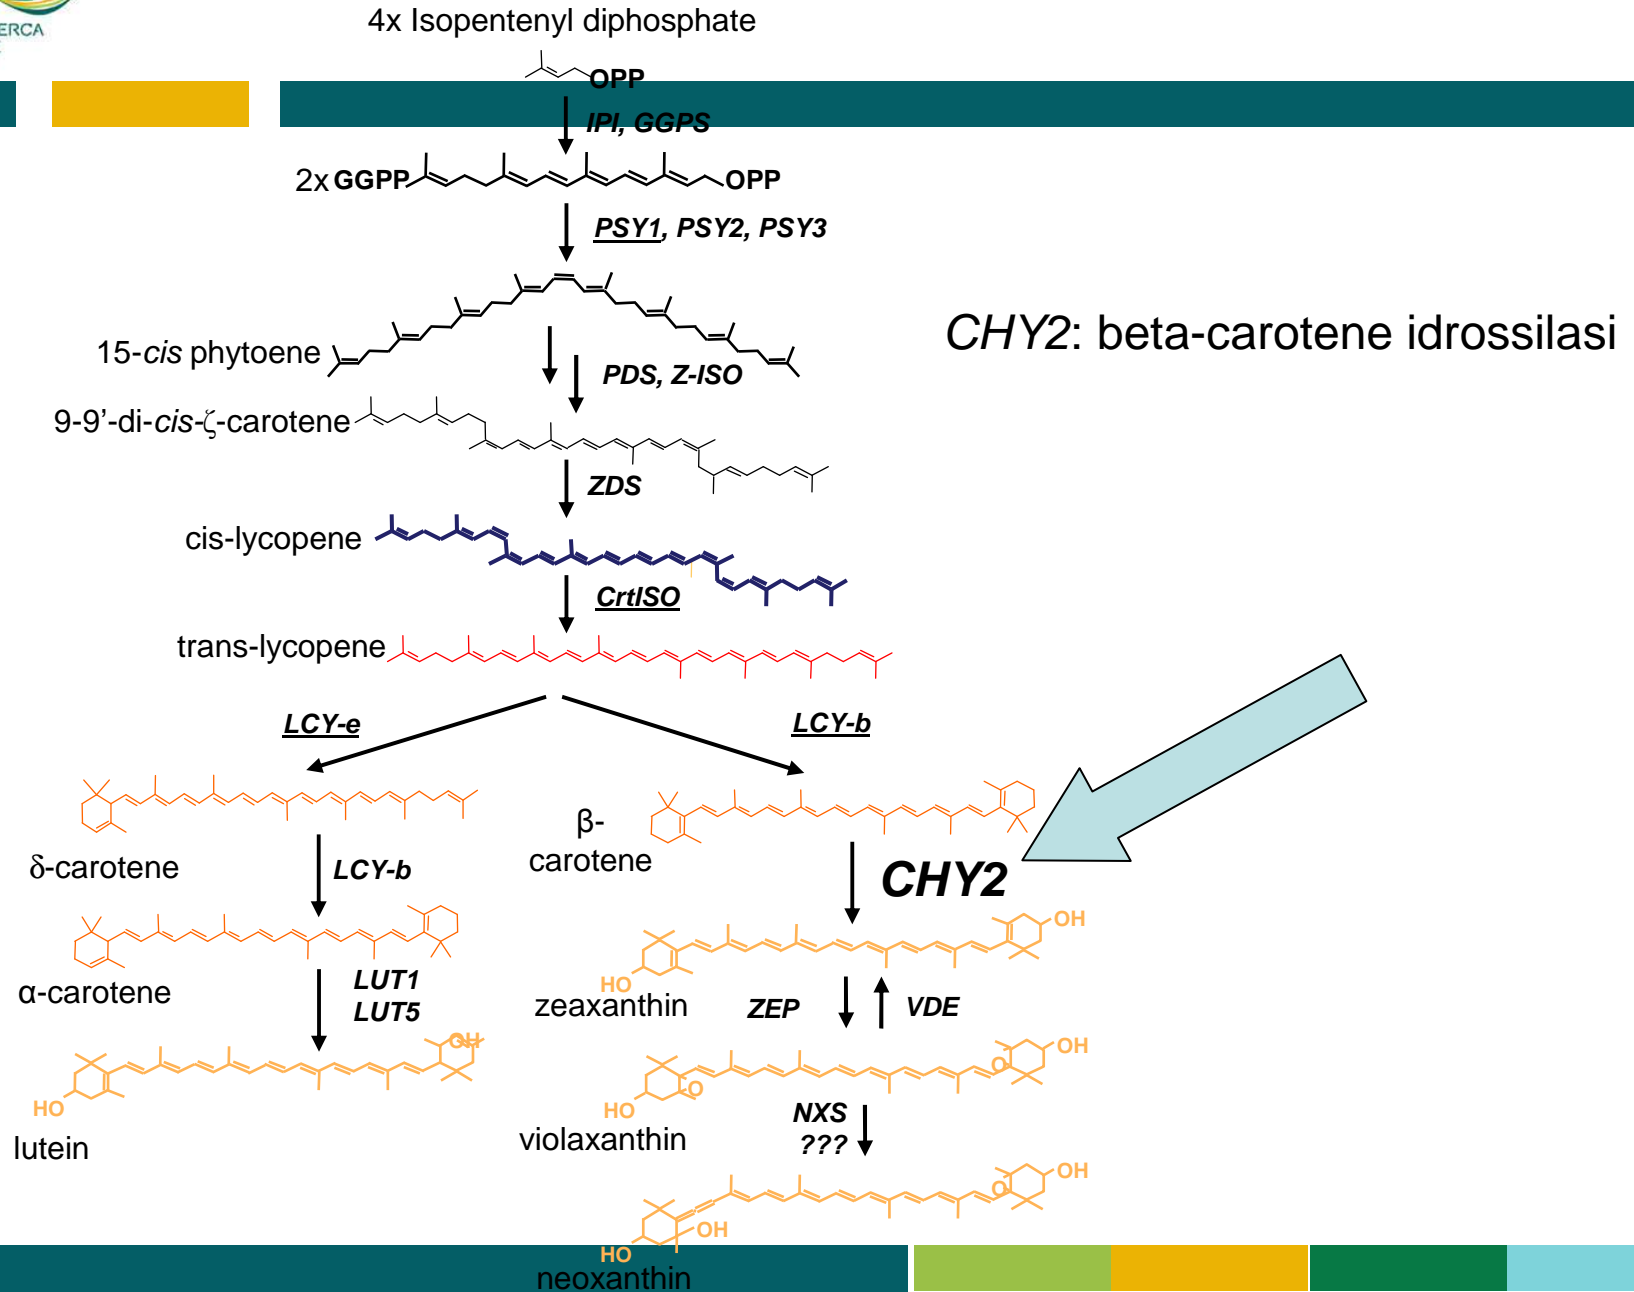 ERCA
4x Isopentenyl diphosphate
OPP
IPI, GGPS
2x GGPP
OPP
PSY1, PSY2, PSY3
CHY2: beta-carotene idrossilasi
15-cis phytoene
PDS, Z-ISO
9-9’-di-cis-ζ-carotene
ZDS
cis-lycopene
CrtISO
trans-lycopene
LCY-e
LCY-b
β-
carotene
δ-carotene
LCY-b
CHY2
OH
α-carotene
LUT1
LUT5
HO
zeaxanthin
ZEP
VDE
OH
OH
O
O
HO
HO
NXS
???
lutein
violaxanthin
OH
O
OH
HO
neoxanthin